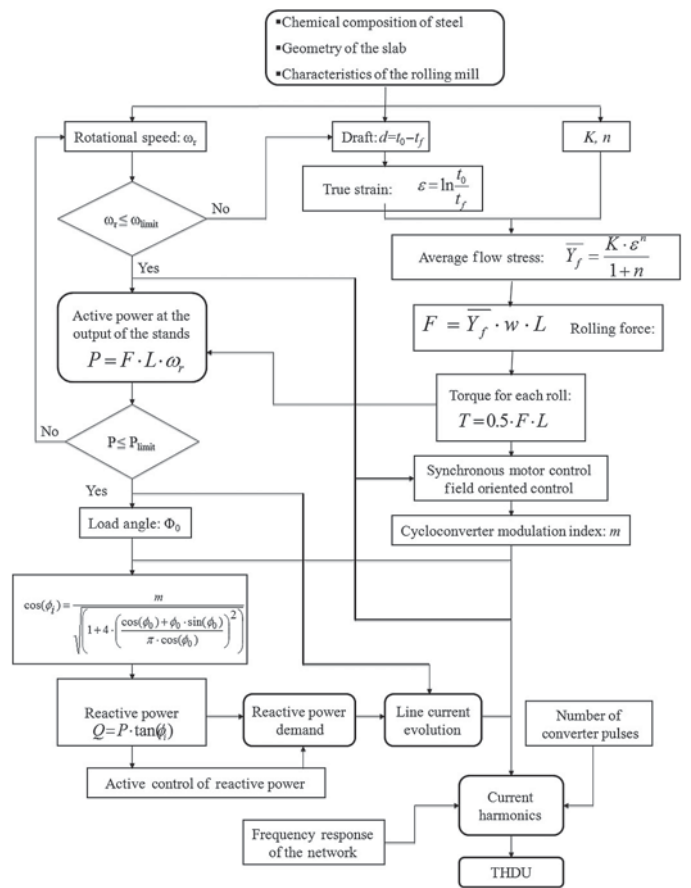 ▪Chemical composition of steel
▪Geometry of the slab
▪Characteristics of the rolling mill
Rotational speed: ωr
Draft: d=t0−tf
K, n
True strain: ε=ln t0/tf
ωr ≤ ωlimit
No
Yes
Average flow stress: Yf = K·ε^n / 1+n
F = Yf · w · L Rolling force:
Active power at the
output of the stands
P = F · L · ωr
Torque for each roll:
T=0.5·F·L
No
P ≤ Plimit
Yes
Synchronous motor control
field oriented control
Load angle: Φ0
Cycloconverter modulation index: m
cos(ϕi) = m / √(1+4·(cos(ϕ0)+ϕ0·sin(ϕ0) / π·cos(ϕ0))^2)
Reactive power
Q=P·tan(ϕi)
Reactive power
demand
Line current
evolution
Number of
converter pulses
Active control of reactive power
Current
harmonics
Frequency response
of the network
THDU